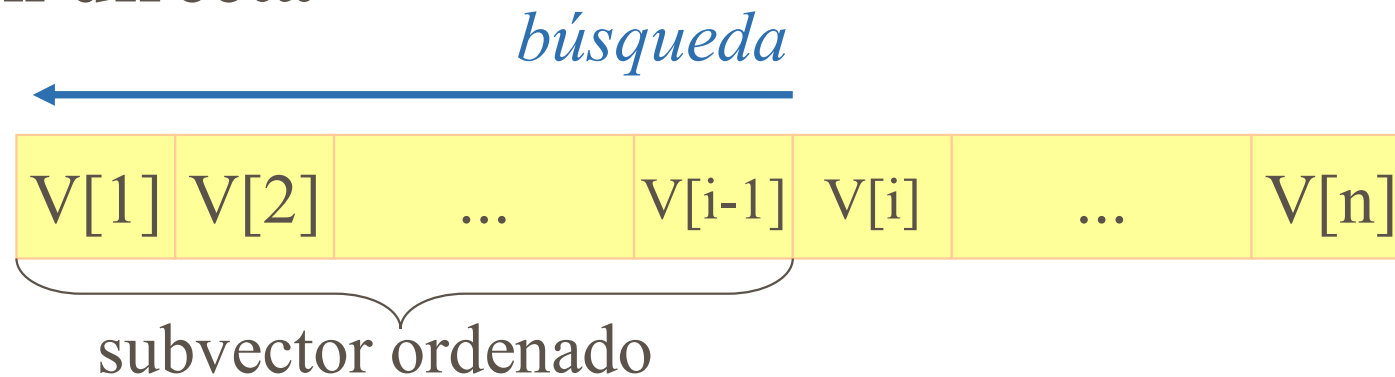 búsqueda
V[1] V[2] ... V[i-1] V[i] ... V[n]
subvector ordenado